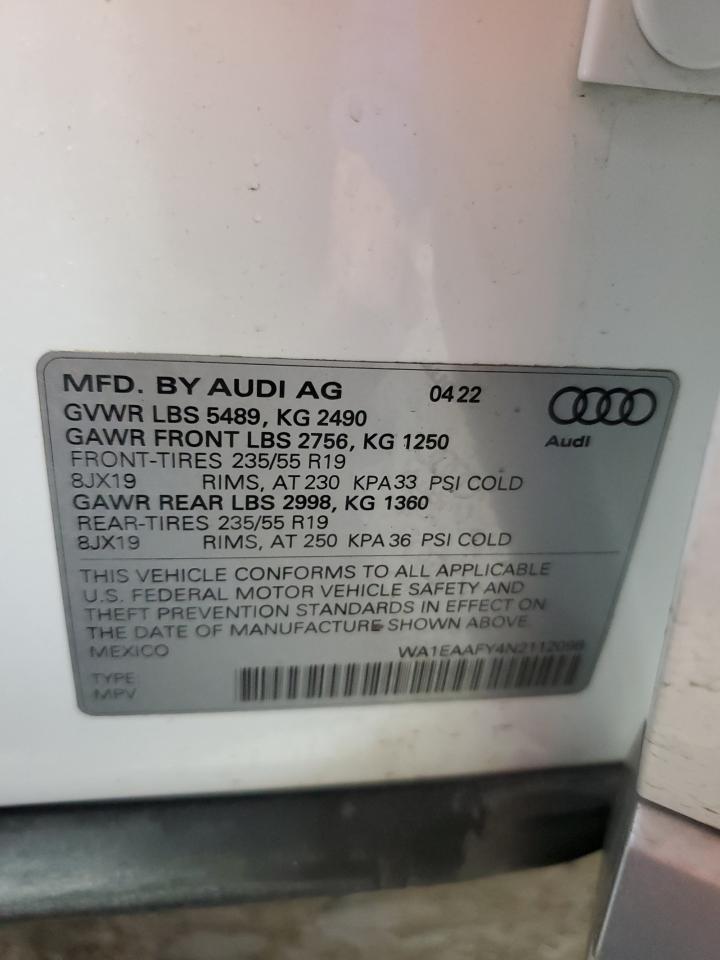 MFD. BY AUDI AG 0422
GVWR LBS 5489, KG 2490
GAWR FRONT LBS 2756, KG 1250
Audi
FRONT-TIRES 235/55 R19
8JX19 RIMS, AT 230 KPA 33 PSI COLD
GAWR REAR LBS 2998, KG 1360
REAR-TIRES 235/55 R19
8JX19 RIMS, AT 250 KPA 36 PSI COLD
THIS VEHICLE CONFORMS TO ALL APPLICABLE
U.S. FEDERAL MOTOR VEHICLE SAFETY AND
THEFT PREVENTION STANDARDS IN EFFECT ON
THE DATE OF MANUFACTURE SHOWN ABOVE.
MEXICO
TYPE
MPV